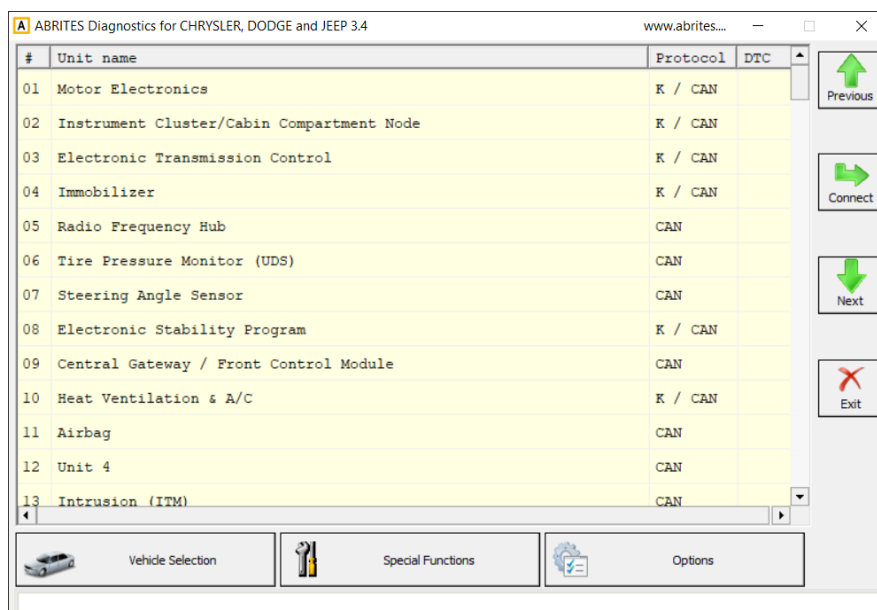 A ABRITES Diagnostics for CHRYSLER, DODGE and JEEP 3.4 www.abrites....
# Unit name Protocol DTC
01 Motor Electronics K / CAN
02 Instrument Cluster/Cabin Compartment Node K / CAN
03 Electronic Transmission Control K / CAN
04 Immobilizer K / CAN
05 Radio Frequency Hub CAN
06 Tire Pressure Monitor (UDS) CAN
07 Steering Angle Sensor CAN
08 Electronic Stability Program K / CAN
09 Central Gateway / Front Control Module CAN
10 Heat Ventilation & A/C K / CAN
11 Airbag CAN
12 Unit 4 CAN
13 Intrusion (ITM) CAN
Previous
Connect
Next
Exit
Vehicle Selection Special Functions Options